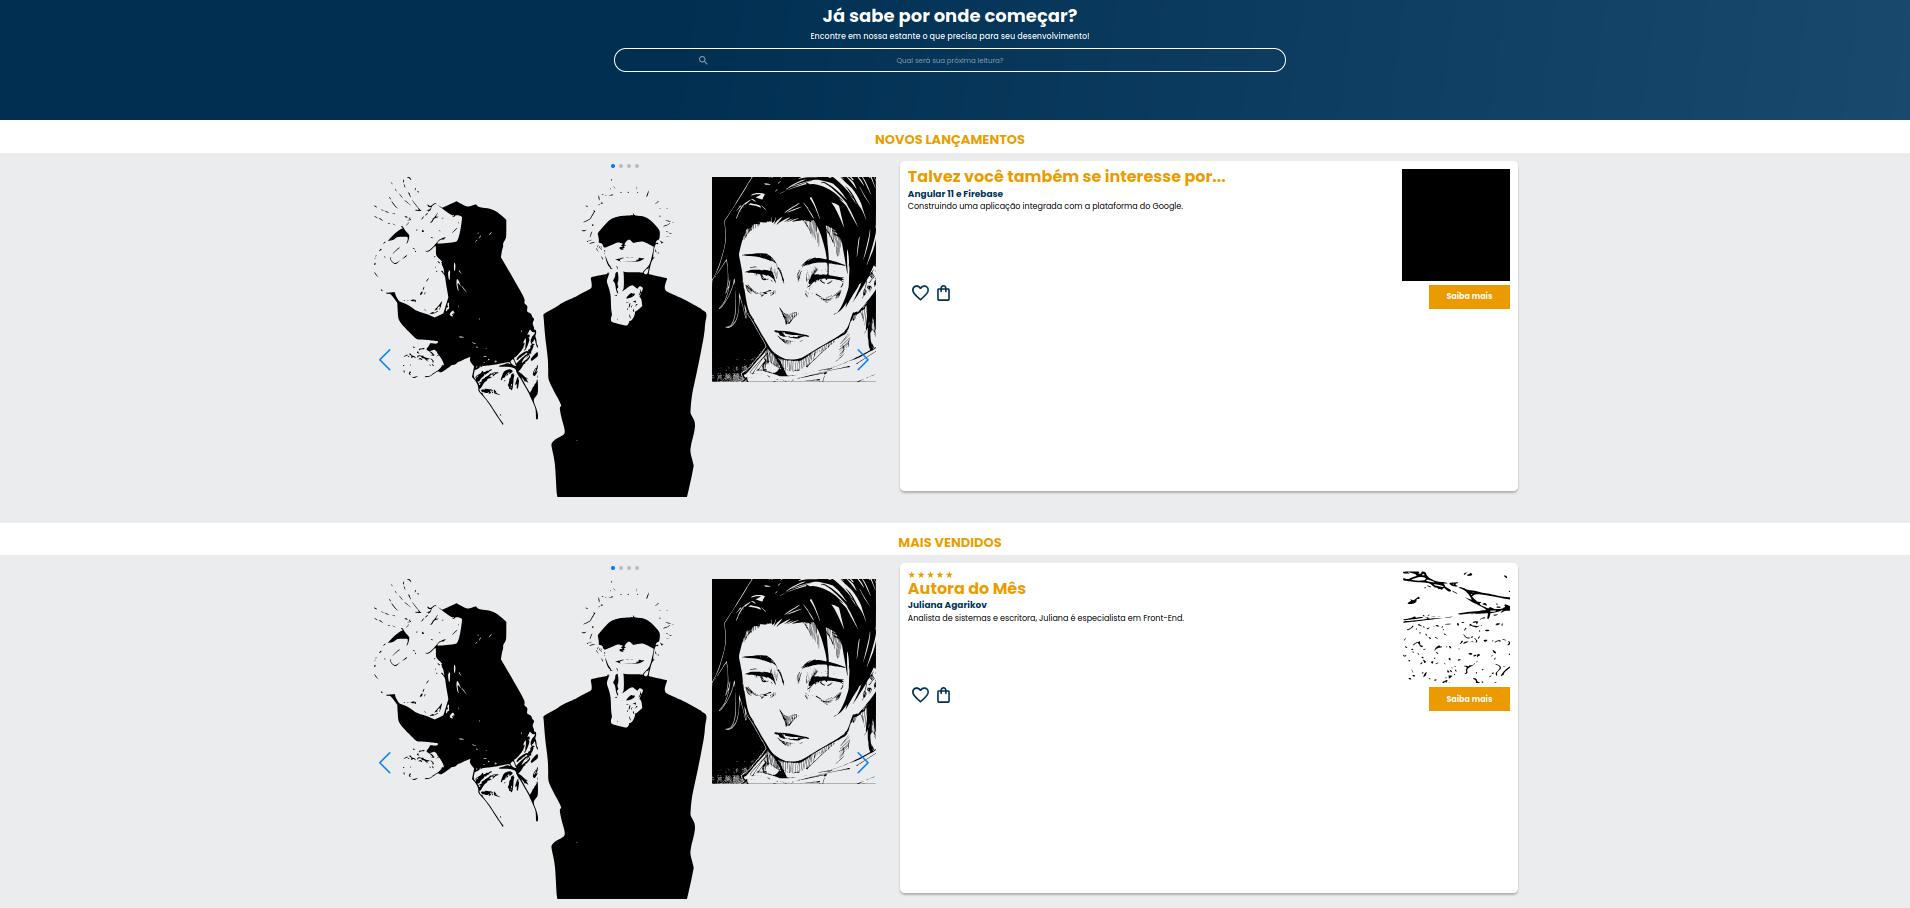 Já sabe por onde começar?
Encontre em nossa estante o que precisa para seu desenvolvimento!
Qual será sua próxima leitura?
NOVOS LANÇAMENTOS
Talvez você também se interesse por...
Angular 11 e Firebase
Construindo uma aplicação integrada com a plataforma do Google.
Saiba mais
MAIS VENDIDOS
Autora do Mês
Juliana Agarikov
Analista de sistemas e escritora, Juliana é especialista em Front-End.
Saiba mais